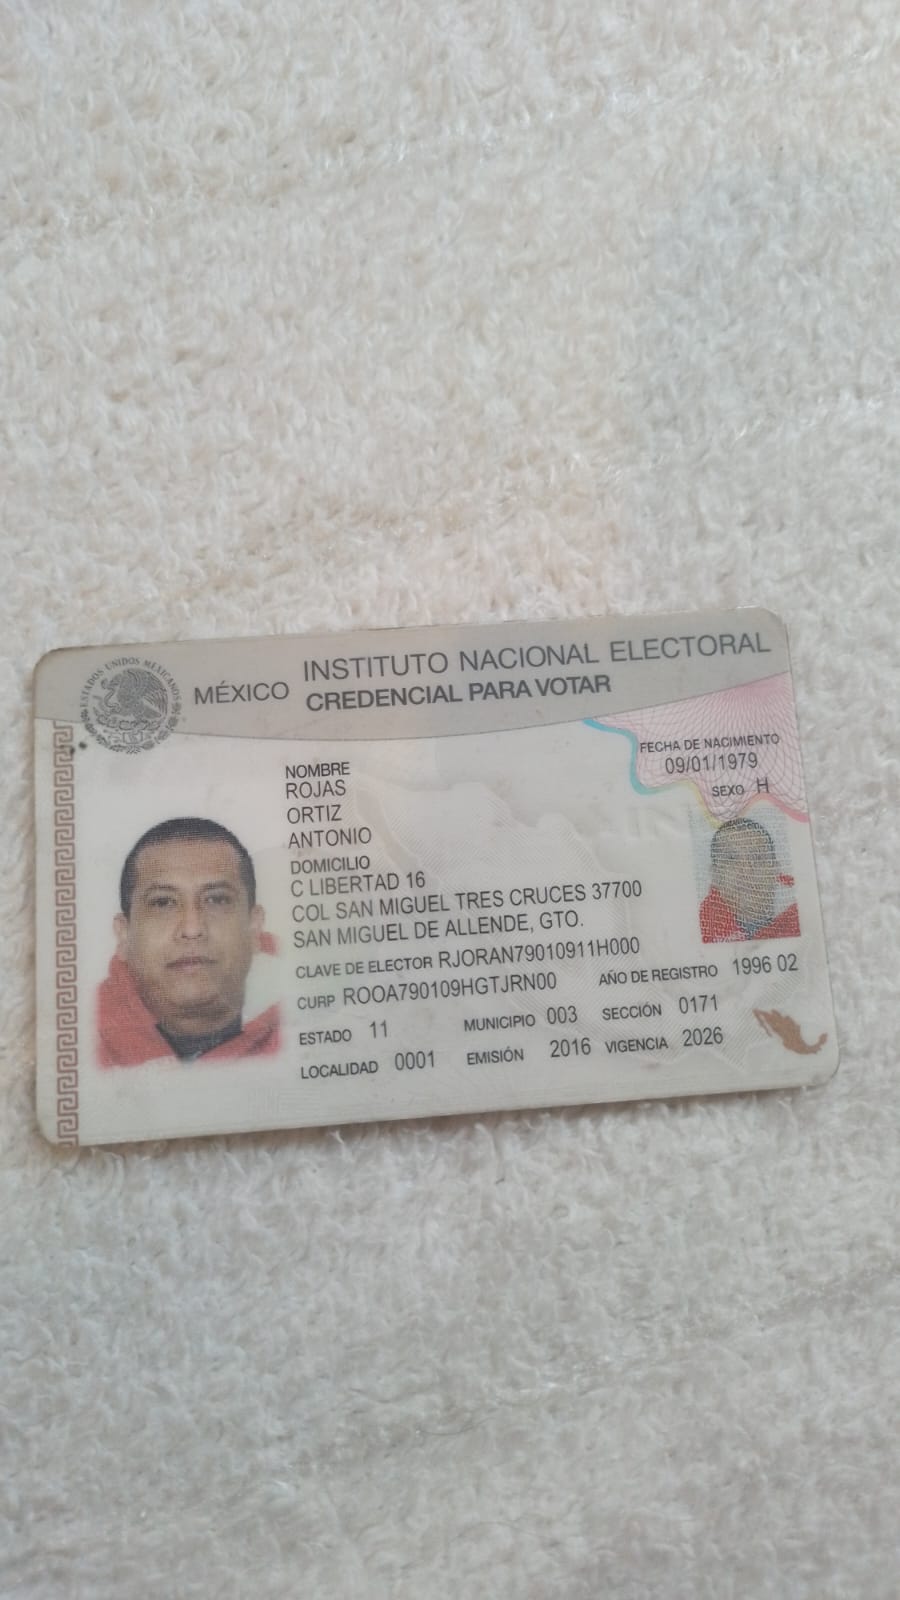 ESTADOS UNIDOS MEXICANOS
MÉXICO INSTITUTO NACIONAL ELECTORAL
CREDENCIAL PARA VOTAR
FECHA DE NACIMIENTO
09/01/1979
SEXO H
NOMBRE
ROJAS
ORTIZ
ANTONIO
DOMICILIO
C LIBERTAD 16
COL SAN MIGUEL TRES CRUCES 37700
SAN MIGUEL DE ALLENDE, GTO.
CLAVE DE ELECTOR RJORAN79010911H000
CURP ROOA790109HGTJRN00 AÑO DE REGISTRO 1996 02
ESTADO 11 MUNICIPIO 003 SECCIÓN 0171
LOCALIDAD 0001 EMISIÓN 2016 VIGENCIA 2026